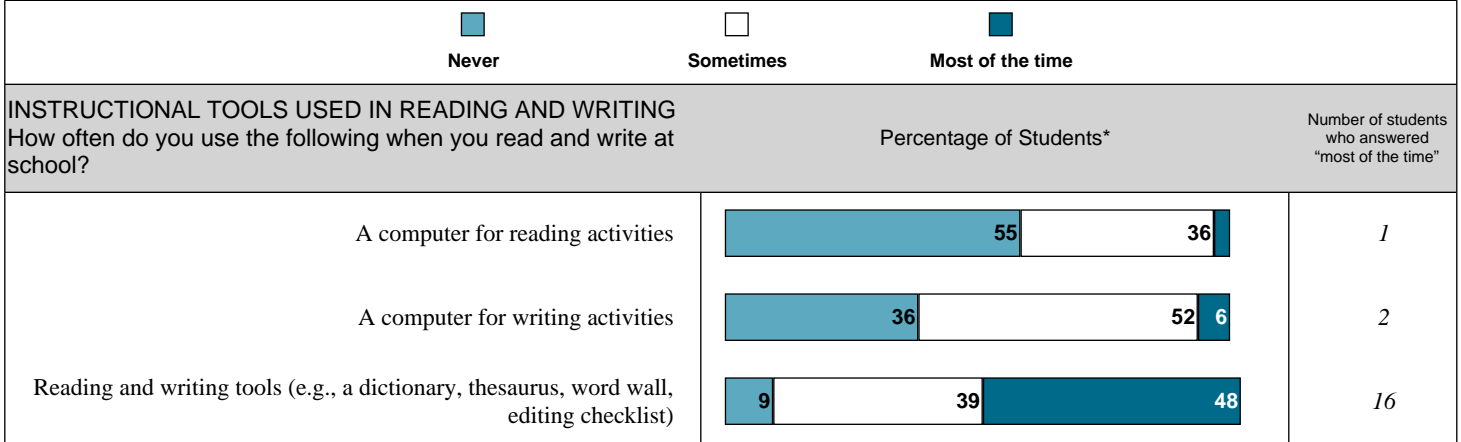 Never Sometimes Most of the time
INSTRUCTIONAL TOOLS USED IN READING AND WRITING
How often do you use the following when you read and write at
school?
Percentage of Students*
Number of students
who answered
“most of the time”
A computer for reading activities
55 36
1
A computer for writing activities
36 52 6
2
Reading and writing tools (e.g., a dictionary, thesaurus, word wall,
editing checklist)
9 39 48
16